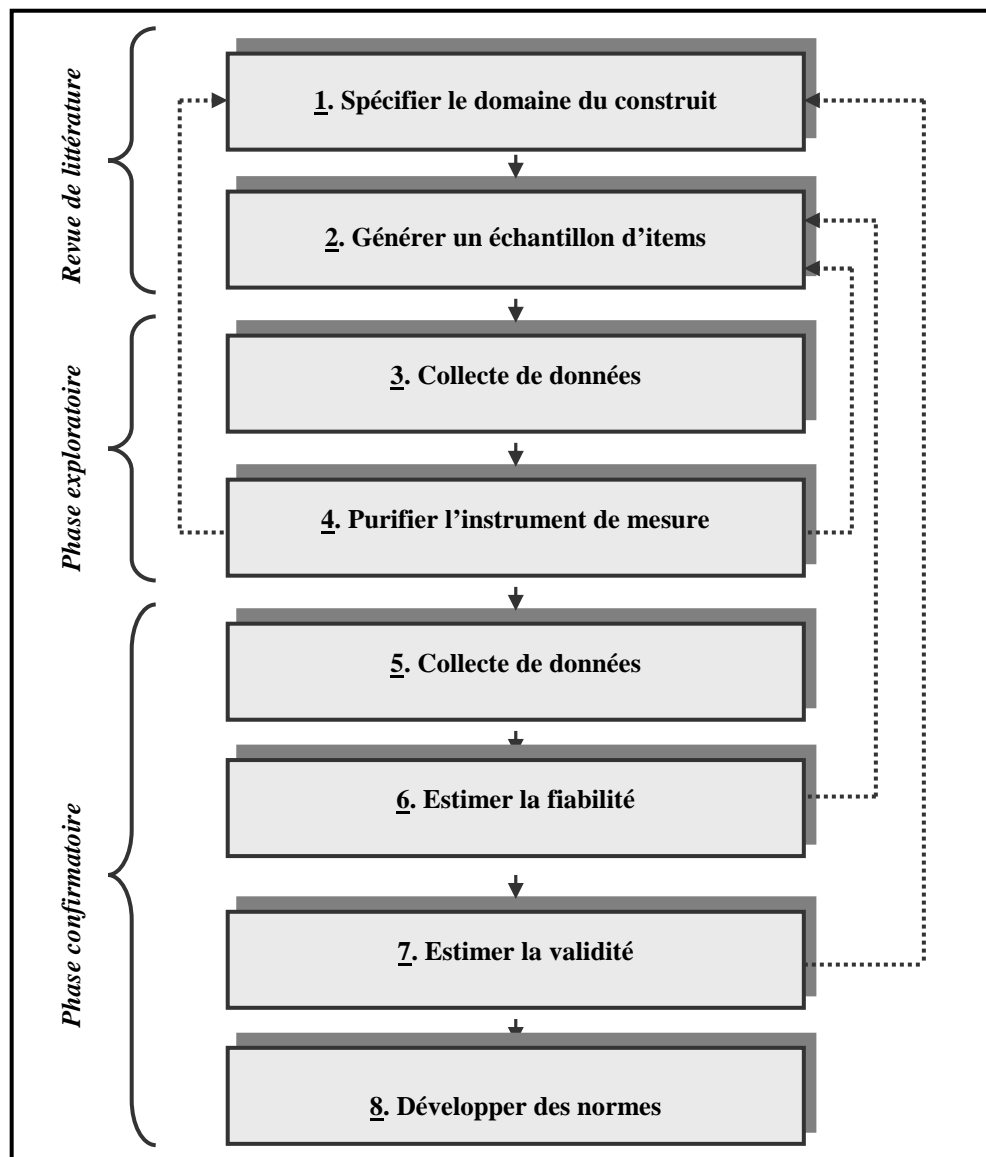 Revue de littérature
1. Spécifier le domaine du construit
2. Générer un échantillon d’items
Phase exploratoire
3. Collecte de données
4. Purifier l’instrument de mesure
Phase confirmatoire
5. Collecte de données
6. Estimer la fiabilité
7. Estimer la validité
8. Développer des normes